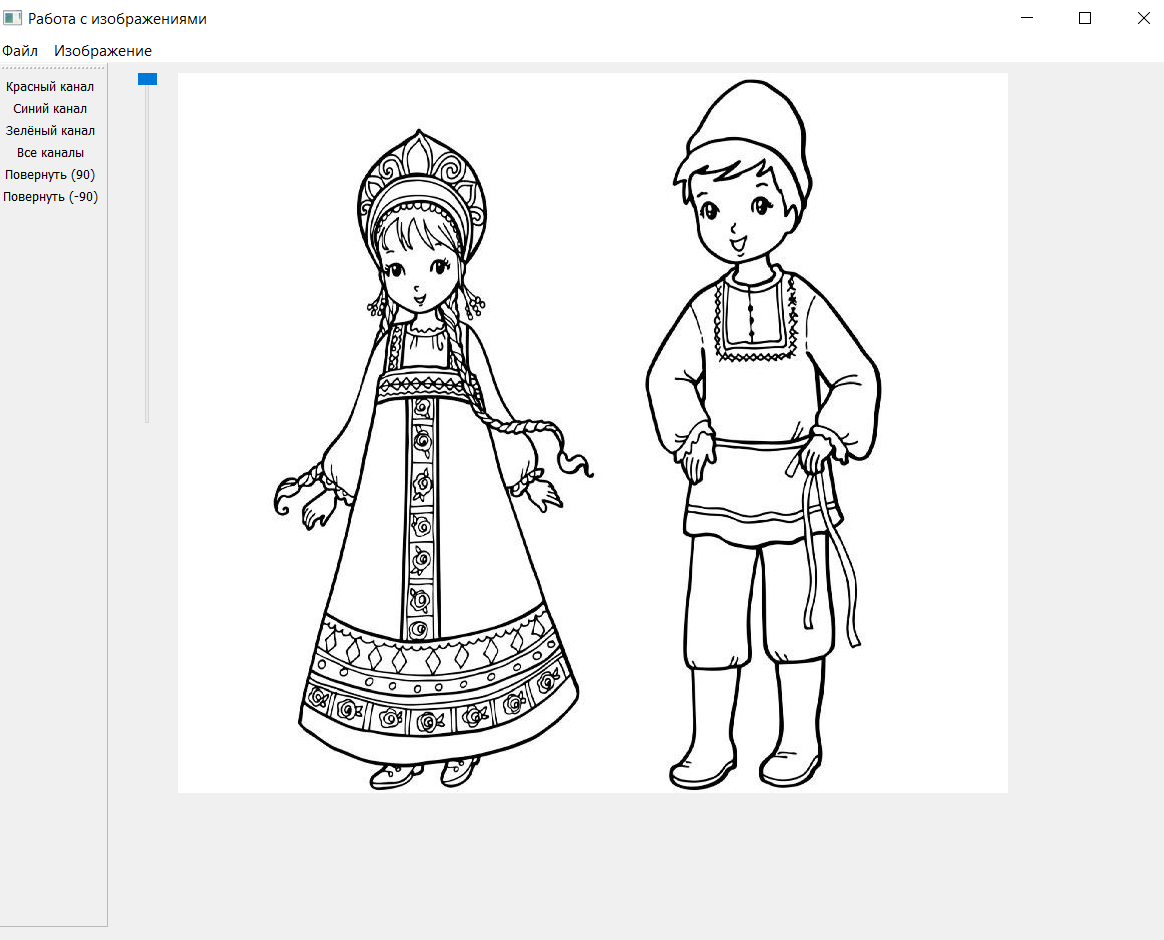 Работа с изображениями
Файл Изображение
Красный канал
Синий канал
Зелёный канал
Все каналы
Повернуть (90)
Повернуть (-90)